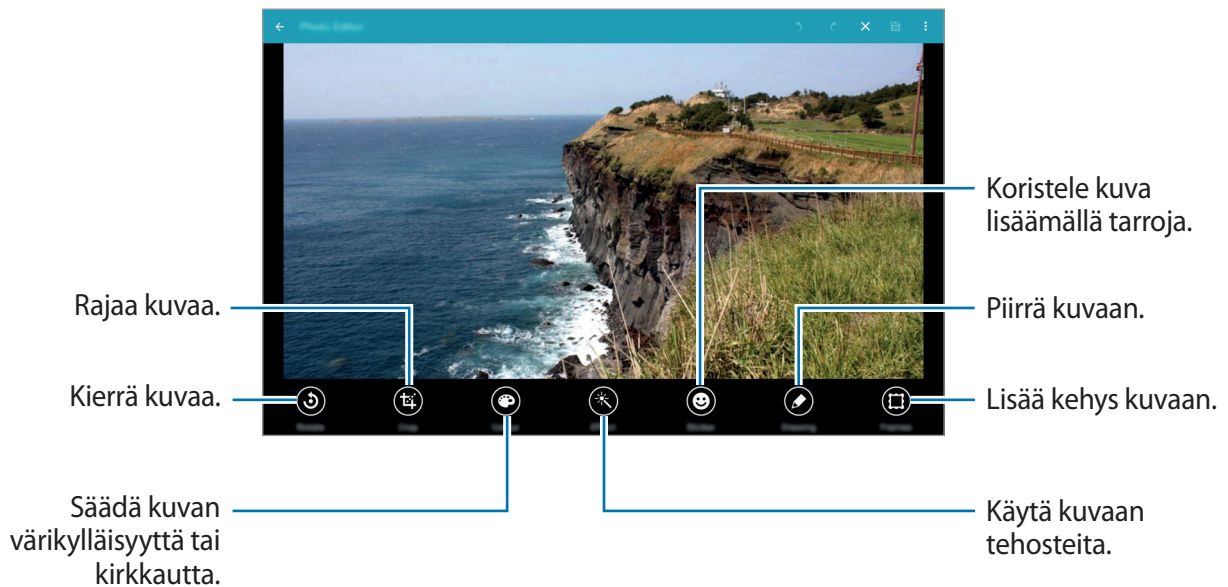 Koristele kuva
lisäämällä tarroja.
Rajaa kuvaa.
Piirrä kuvaan.
Kierrä kuvaa.
Lisää kehys kuvaan.
Säädä kuvan
värikylläisyyttä tai
kirkkautta.
Käytä kuvaan
tehosteita.